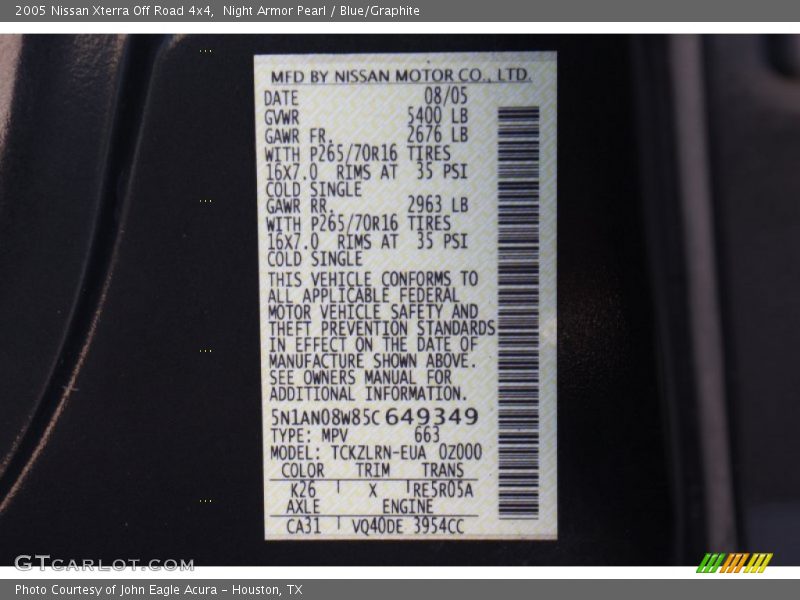 2005 Nissan Xterra Off Road 4x4,  Night Armor Pearl / Blue/Graphite
MFD BY NISSAN MOTOR CO., LTD.
DATE 08/05
GVWR 5400 LB
GAWR FR. 2676 LB
WITH P265/70R16 TIRES
16X7.0 RIMS AT 35 PSI
COLD SINGLE
GAWR RR. 2963 LB
WITH P265/70R16 TIRES
16X7.0 RIMS AT 35 PSI
COLD SINGLE
THIS VEHICLE CONFORMS TO
ALL APPLICABLE FEDERAL
MOTOR VEHICLE SAFETY AND
THEFT PREVENTION STANDARDS
IN EFFECT ON THE DATE OF
MANUFACTURE SHOWN ABOVE.
SEE OWNERS MANUAL FOR
ADDITIONAL INFORMATION.
5N1AN08W85C649349
TYPE: MPV 663
MODEL: TCKZLRN-EUA 0Z000
COLOR TRIM TRANS
K26 X RE5R05A
AXLE ENGINE
CA31 VQ40DE 3954CC
GTCARLOT.COM
Photo Courtesy of John Eagle Acura - Houston, TX